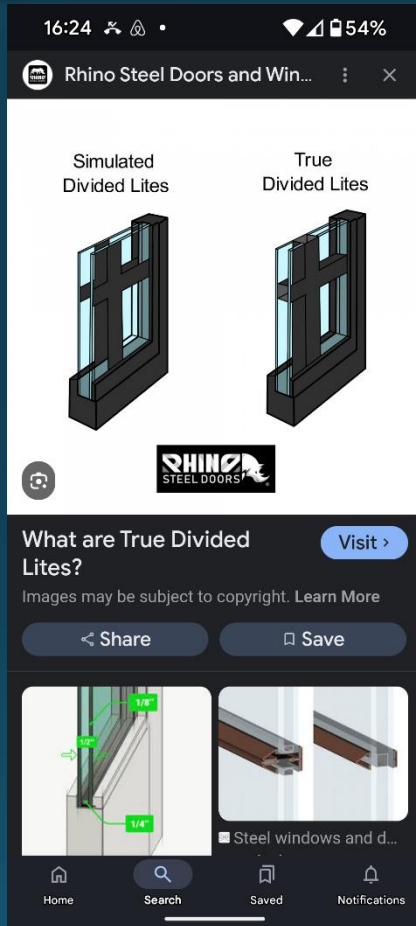 16:24
54%
Rhino Steel Doors and Win...
Simulated
Divided Lites
True
Divided Lites
RHINO
STEEL DOORS
What are True Divided
Lites?
Visit
Images may be subject to copyright. Learn More
Share
Save
1/8"
1/2"
1/4"
Steel windows and d...
Home
Search
Saved
Notifications